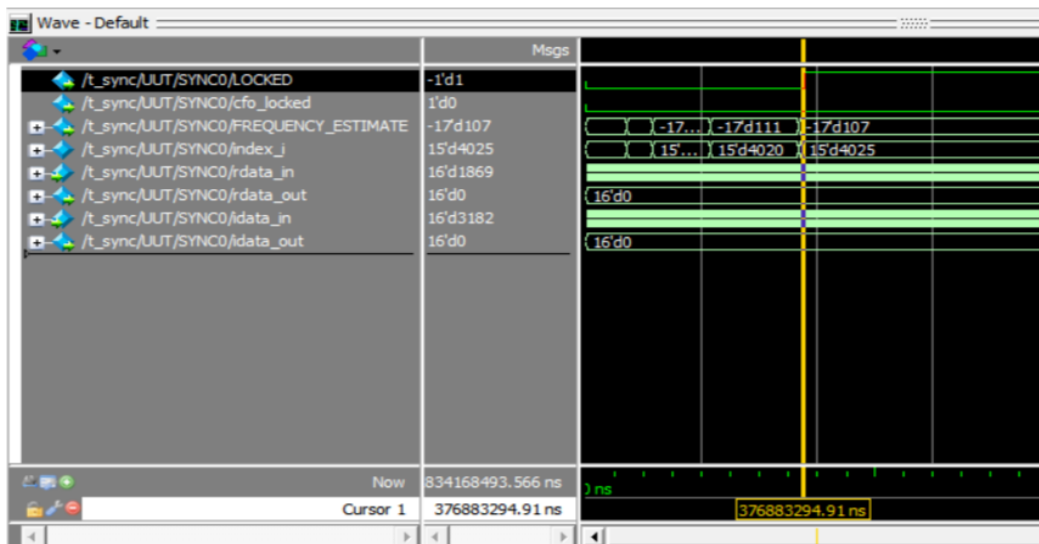 Wave - Default
Msgs
/t_sync/UUT/SYNC0/LOCKED -1'd1
/t_sync/UUT/SYNC0/cfo_locked 1'd0
/t_sync/UUT/SYNC0/FREQUENCY_ESTIMATE -17'd107 -17... -17'd111 -17'd107
/t_sync/UUT/SYNC0/index_i 15'd4025 15'... 15'd4020 15'd4025
/t_sync/UUT/SYNC0/rdata_in 16'd1869
/t_sync/UUT/SYNC0/rdata_out 16'd0 16'd0
/t_sync/UUT/SYNC0/idata_in 16'd3182
/t_sync/UUT/SYNC0/idata_out 16'd0 16'd0
Now 834168493.566 ns ns
Cursor 1 376883294.91 ns 376883294.91 ns